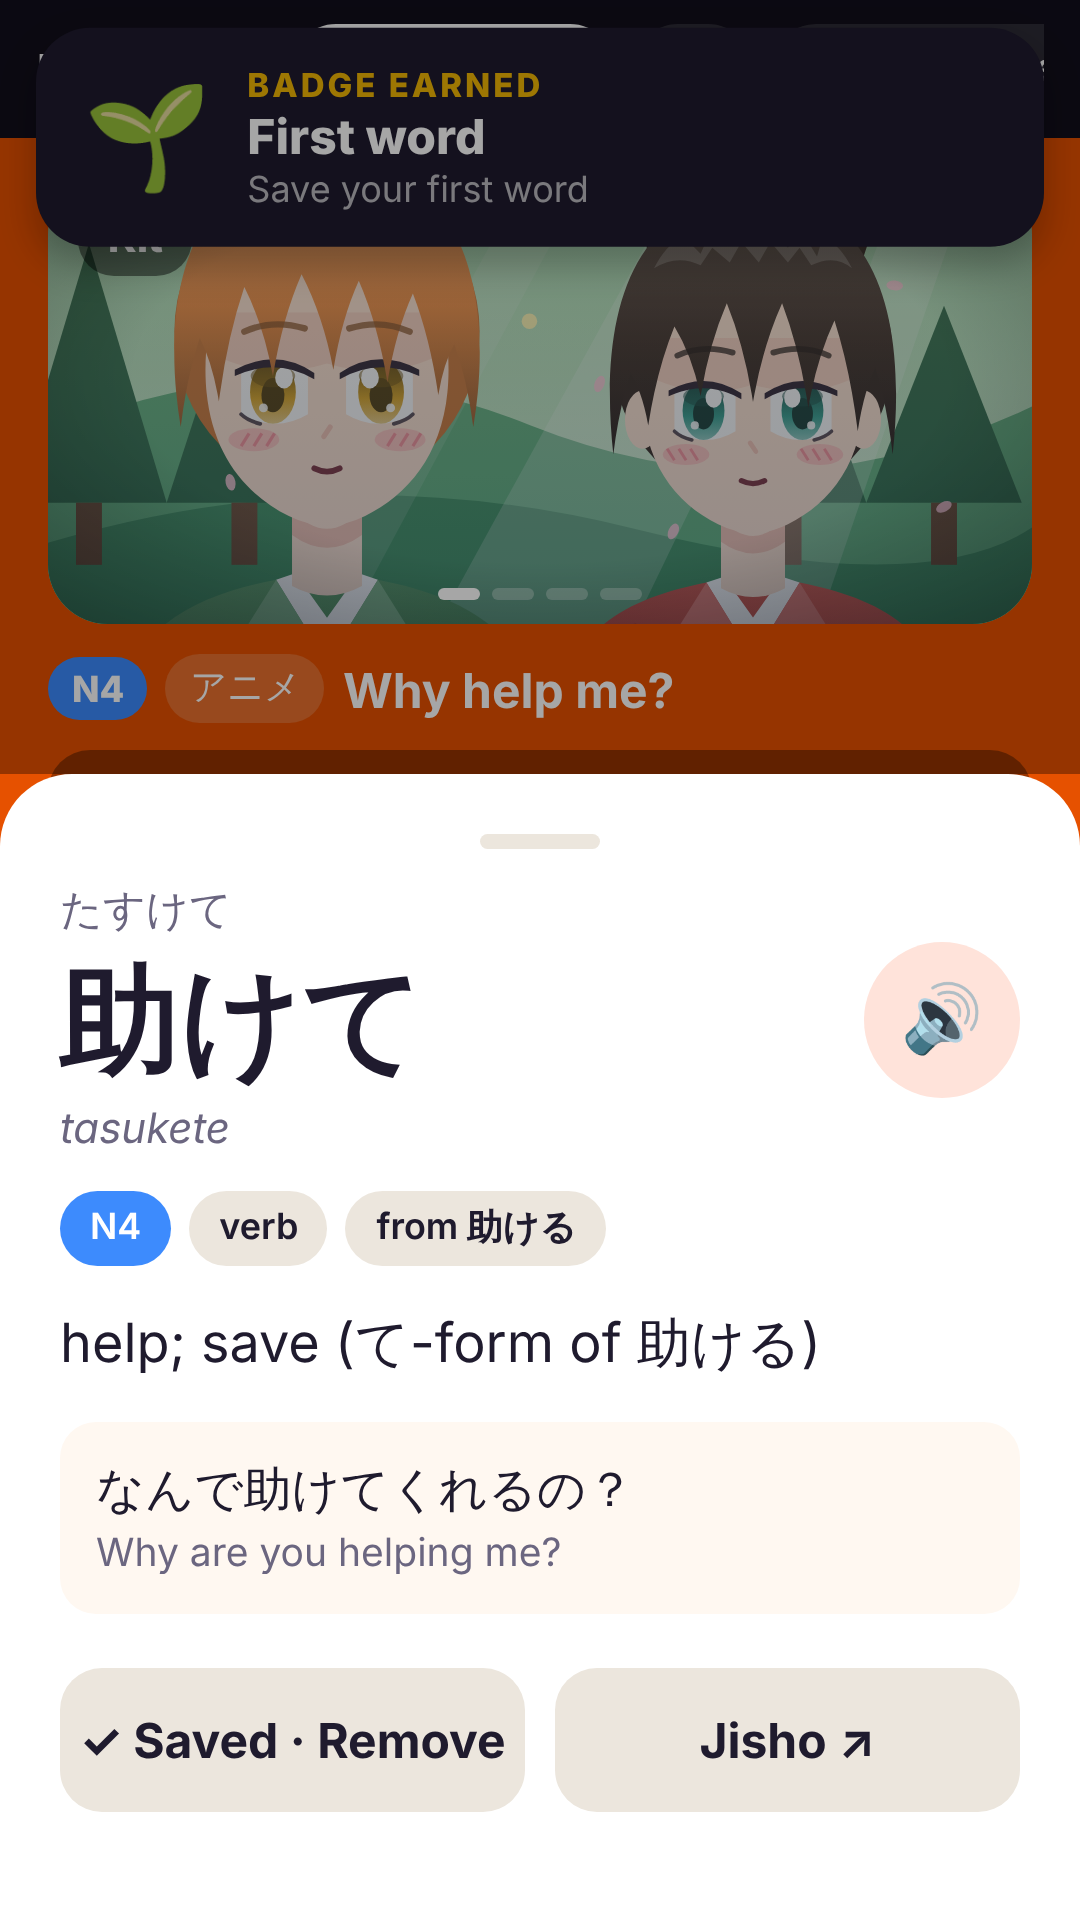 BADGE EARNED
First word
Save your first word
N4
アニメ
Why help me?
たすけて
助けて
tasukete
N4
verb
from 助ける
help; save (て-form of 助ける)
なんで助けてくれるの？
Why are you helping me?
✓ Saved · Remove
Jisho ↗